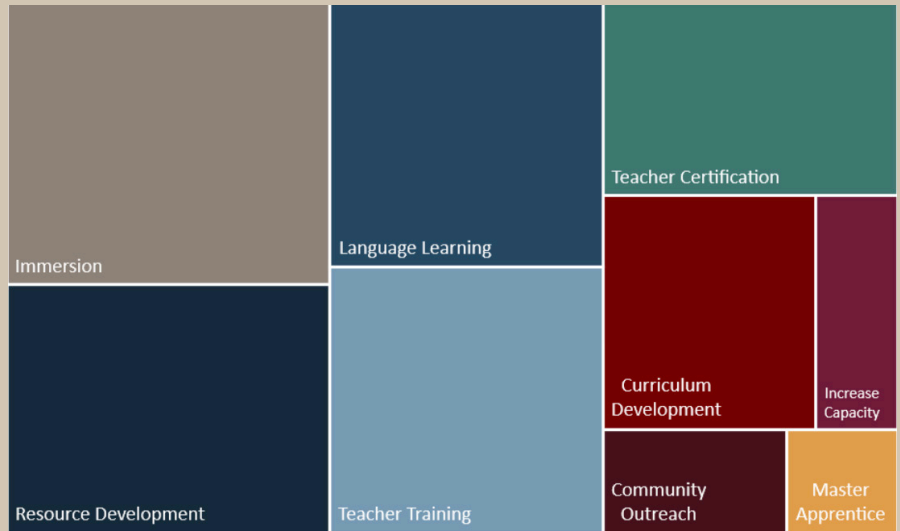 Immersion
Resource Development
Language Learning
Teacher Training
Teacher Certification
Curriculum
Development
Increase
Capacity
Community
Outreach
Master
Apprentice